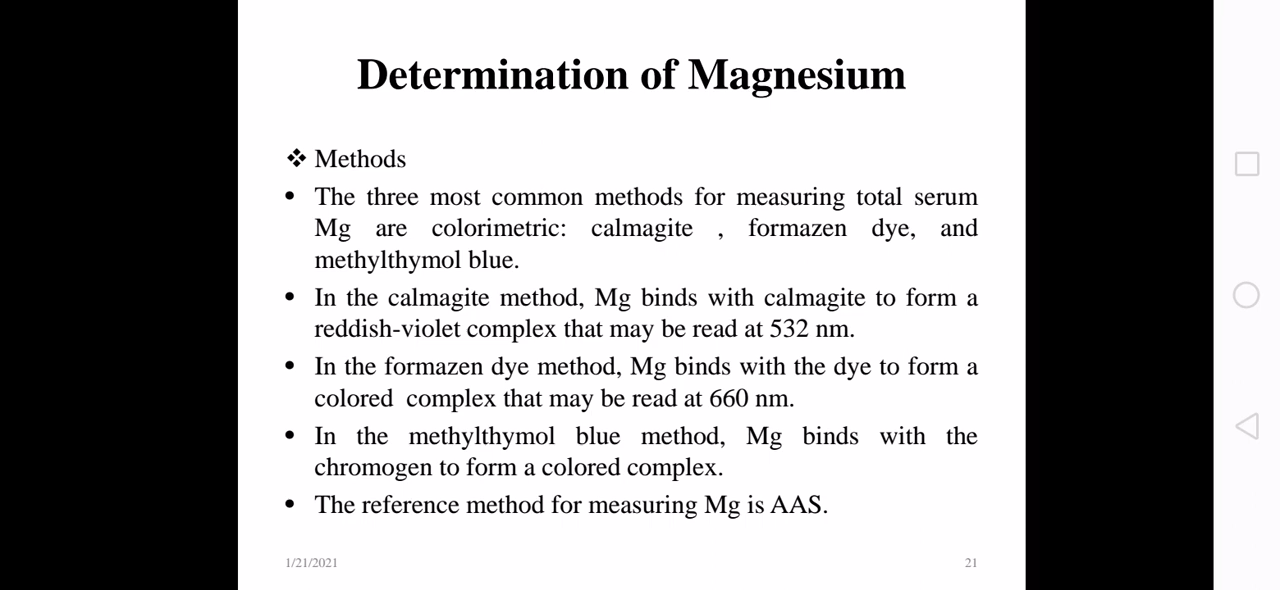 Determination of Magnesium
❖ Methods
• The three most common methods for measuring total serum
Mg are colorimetric: calmagite , formazen dye, and
methylthymol blue.
• In the calmagite method, Mg binds with calmagite to form a
reddish-violet complex that may be read at 532 nm.
• In the formazen dye method, Mg binds with the dye to form a
colored complex that may be read at 660 nm.
• In the methylthymol blue method, Mg binds with the
chromogen to form a colored complex.
• The reference method for measuring Mg is AAS.
1/21/2021 21